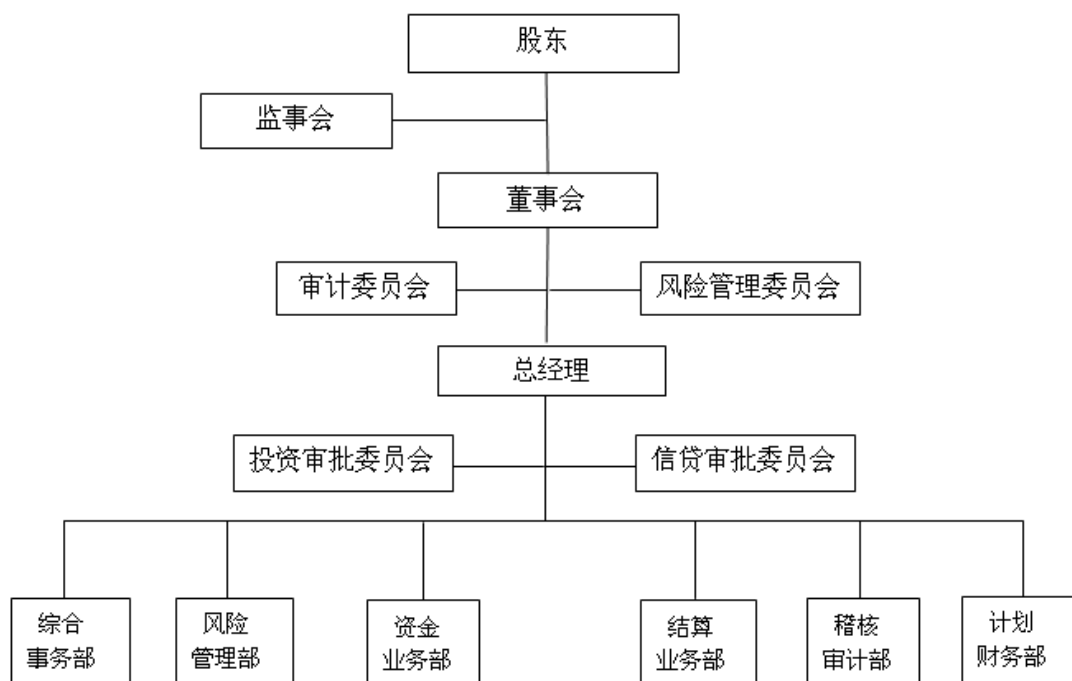 股东
监事会
董事会
审计委员会
风险管理委员会
总经理
投资审批委员会
信贷审批委员会
综合
事务部
风险
管理部
资金
业务部
结算
业务部
稽核
审计部
计划
财务部